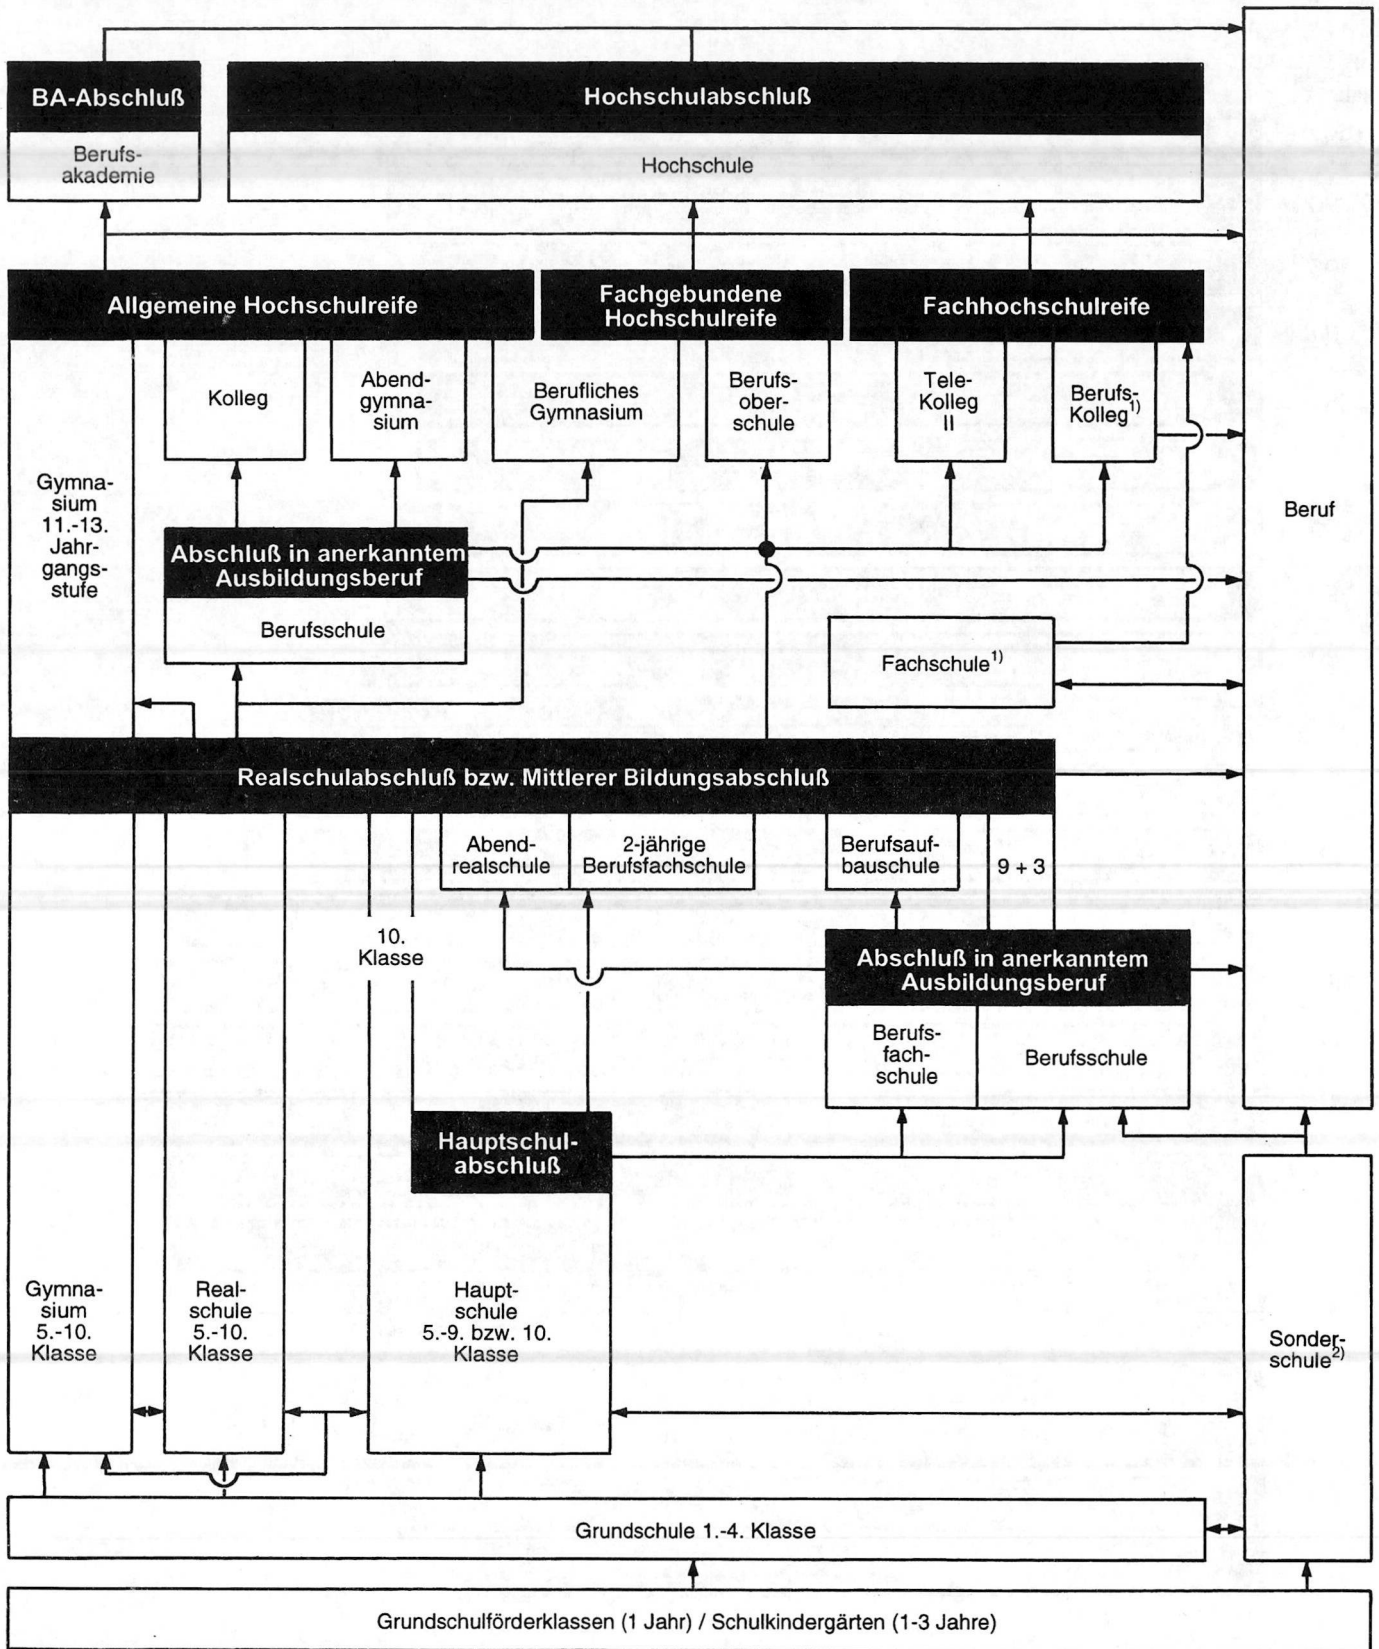 BA-Abschluß
Hochschulabschluß
Berufs-
akademie
Hochschule
Allgemeine Hochschulreife
Fachgebundene
Hochschulreife
Fachhochschulreife
Kolleg
Abend-
gymna-
sium
Berufliches
Gymnasium
Berufs-
ober-
schule
Tele-
Kolleg
II
Berufs-
Kolleg1)
Gymna-
sium
11.-13.
Jahr-
gangs-
stufe
Beruf
Abschluß in anerkanntem
Ausbildungsberuf
Berufsschule
Fachschule1)
Realschulabschluß bzw. Mittlerer Bildungsabschluß
Abend-
realschule
2-jährige
Berufsfachschule
Berufsauf-
bauschule
9 + 3
10.
Klasse
Abschluß in anerkanntem
Ausbildungsberuf
Berufs-
fach-
schule
Berufsschule
Hauptschul-
abschluß
Gymna-
sium
5.-10.
Klasse
Real-
schule
5.-10.
Klasse
Haupt-
schule
5.-9. bzw. 10.
Klasse
Sonder-
schule2)
Grundschule 1.-4. Klasse
Grundschulförderklassen (1 Jahr) / Schulkindergärten (1-3 Jahre)